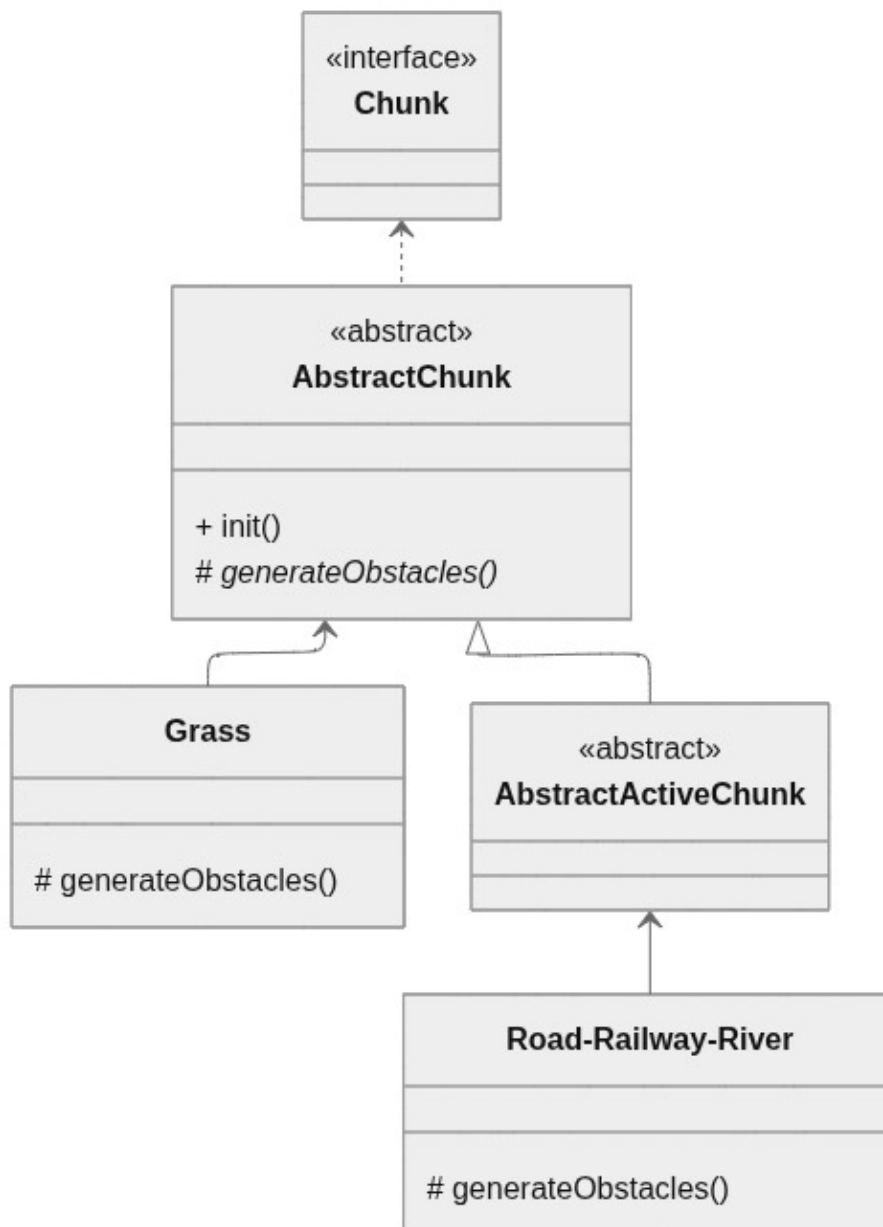 «interface»
Chunk
«abstract»
AbstractChunk
+ init()
# generateObstacles()
Grass
# generateObstacles()
«abstract»
AbstractActiveChunk
Road-Railway-River
# generateObstacles()